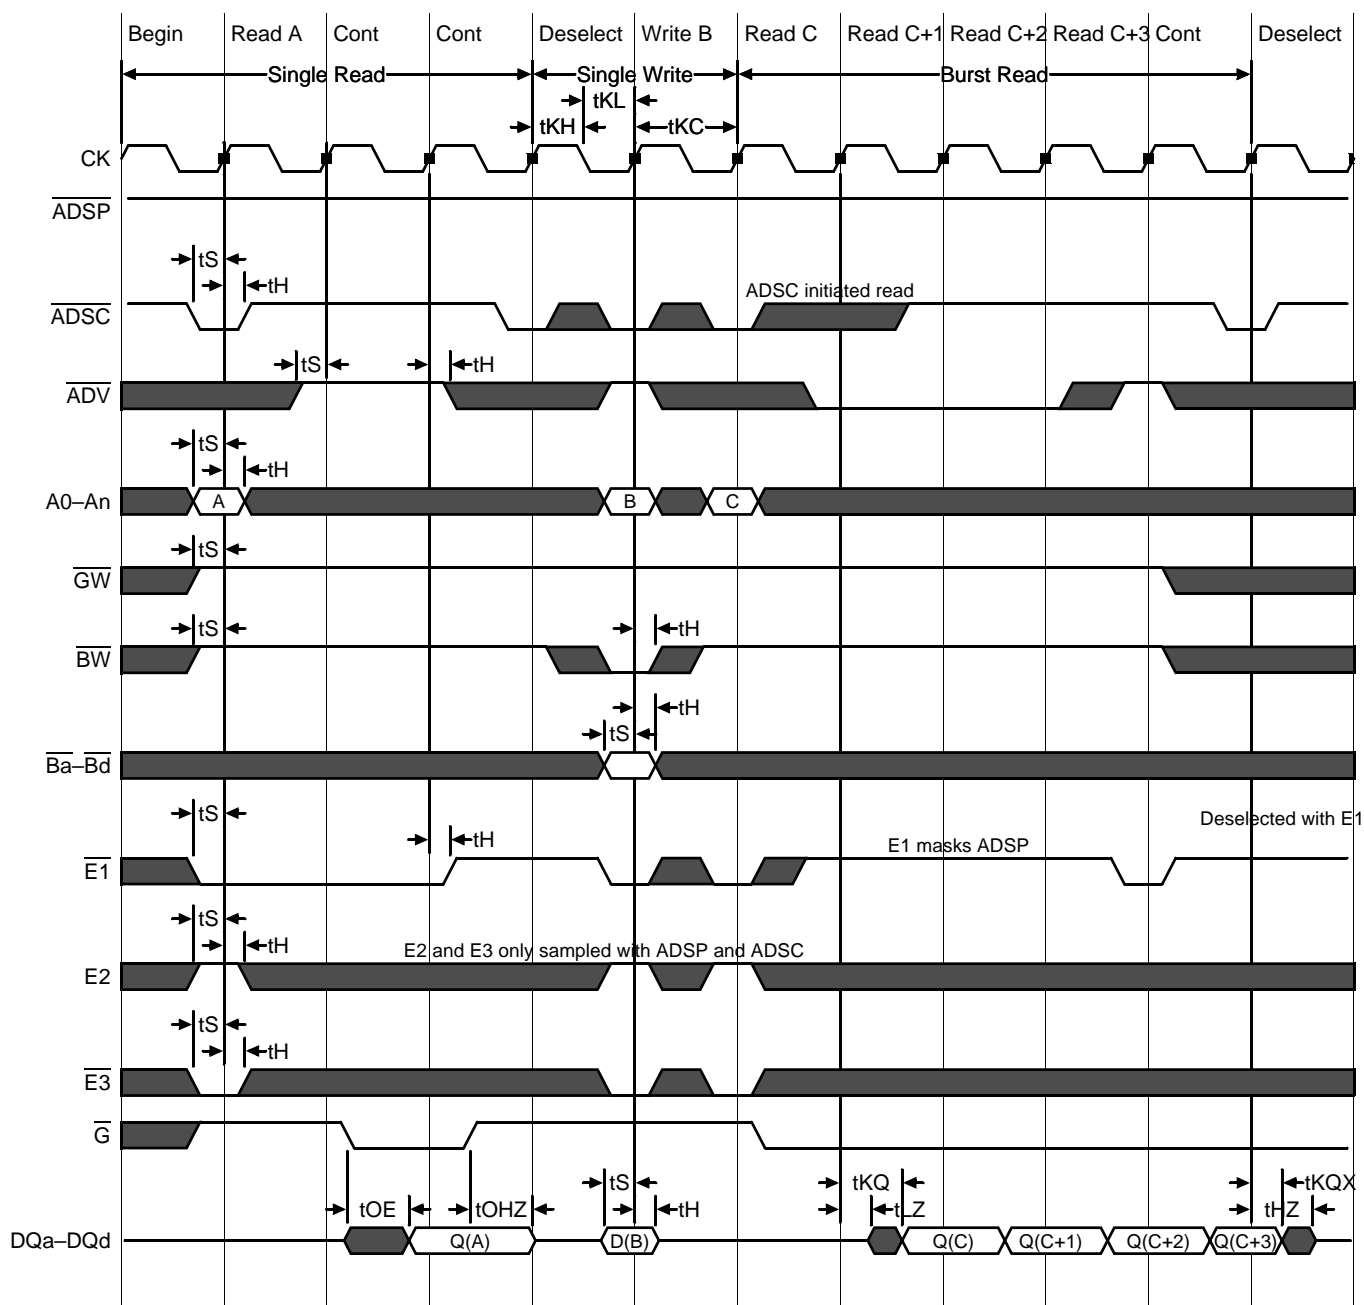 Begin Read A Cont Cont Deselect Write B Read C Read C+1 Read C+2 Read C+3 Cont Deselect
Single Read Single Write Burst Read
tKL
tKH tKC
CK
ADSP
tS
tH
ADSC initiated read
ADSC
tS tH
ADV
tS
tH
A0–An A B C
tS
GW
tS tH
BW
tH
tS
Ba–Bd
tS
Deselected with E1
tH
E1 masks ADSP
E1
tS
tH
E2 and E3 only sampled with ADSP and ADSC
E2
tS
tH
E3
G
tS tKQ tKQX
tOE tOHZ tH tLZ tHZ
DQa–DQd Q(A) D(B) Q(C) Q(C+1) Q(C+2) Q(C+3)